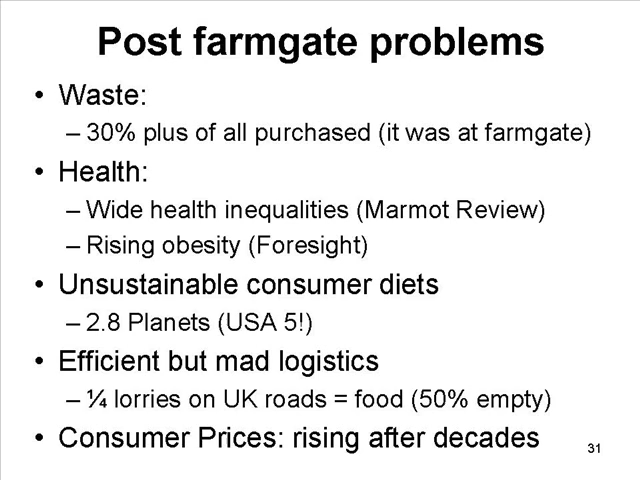 Post farmgate problems
• Waste:
– 30% plus of all purchased (it was at farmgate)
• Health:
– Wide health inequalities (Marmot Review)
– Rising obesity (Foresight)
• Unsustainable consumer diets
– 2.8 Planets (USA 5!)
• Efficient but mad logistics
– ¼ lorries on UK roads = food (50% empty)
• Consumer Prices: rising after decades
31